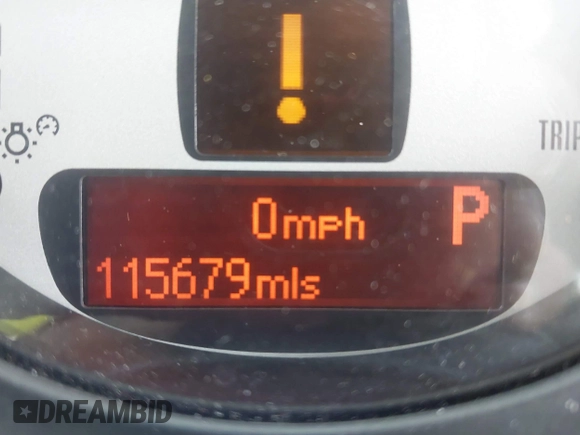 !
TRIP
0mph P
115679mls
DREAMBID